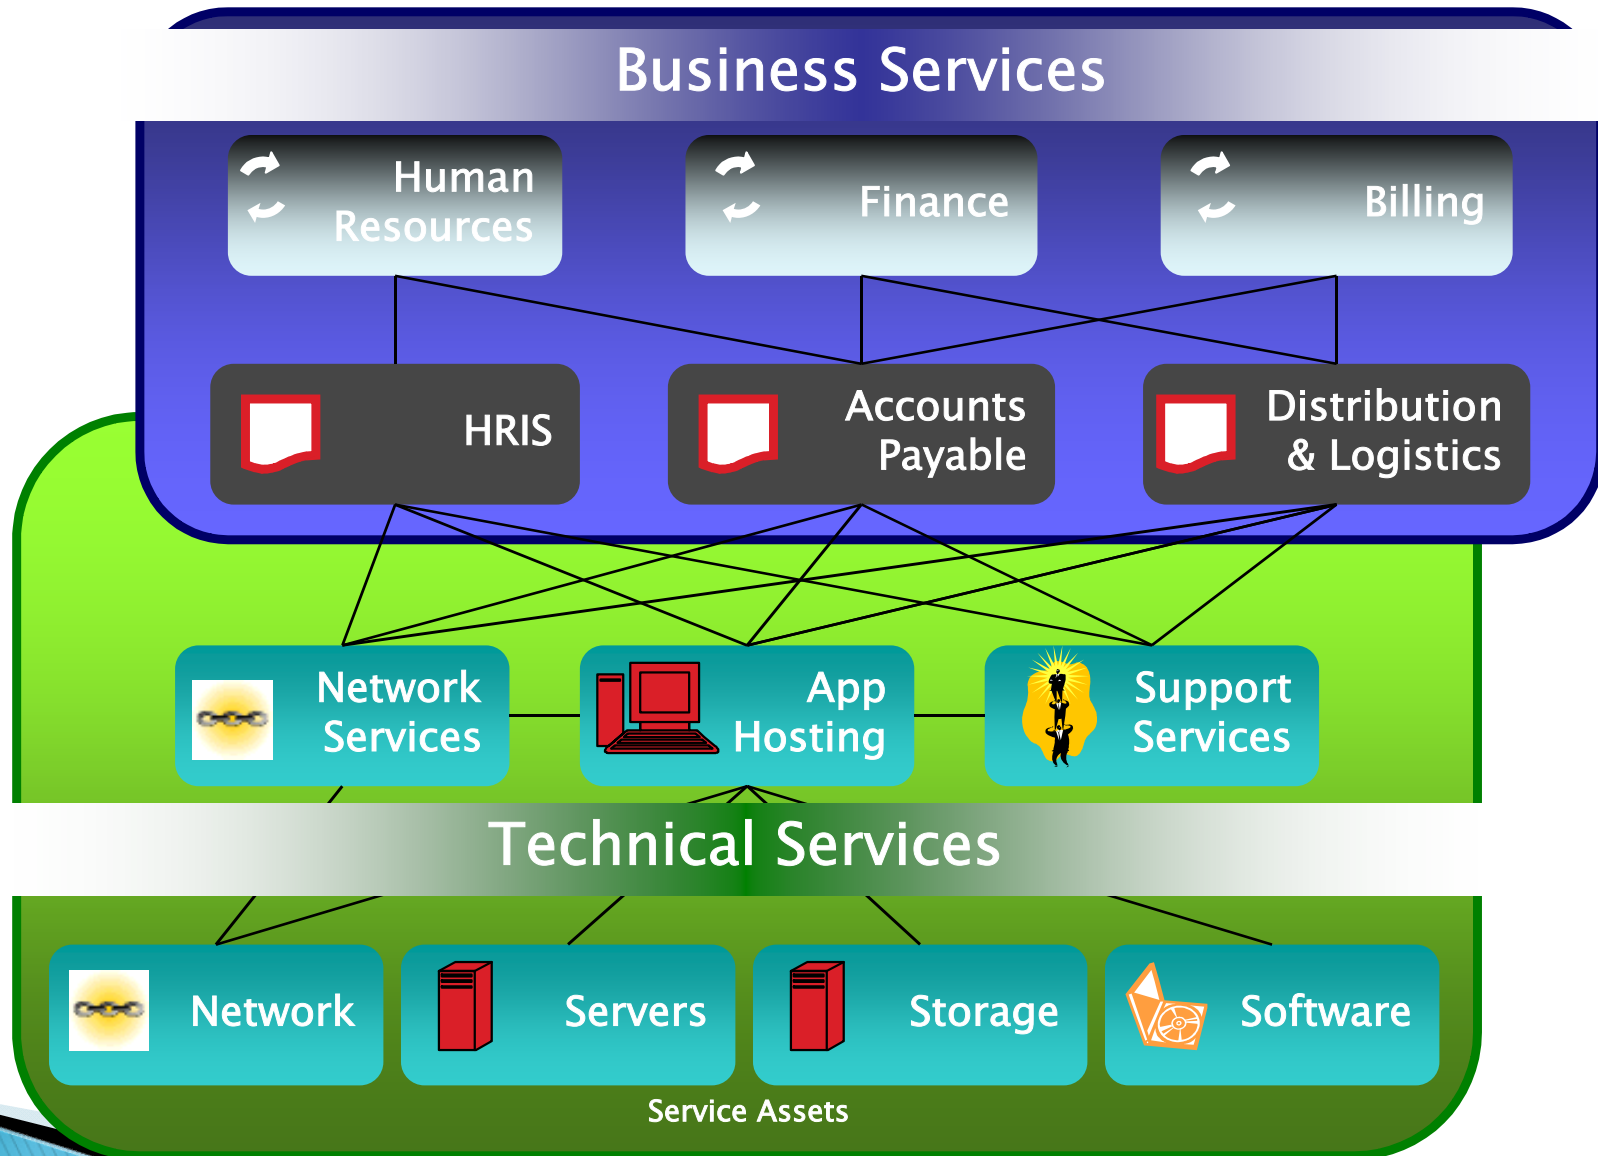 Business Services
Human
Resources
Finance
Billing
HRIS
Accounts
Payable
Distribution
& Logistics
Network
Services
App
Hosting
Support
Services
Technical Services
Network
Servers
Storage
Software
Service Assets